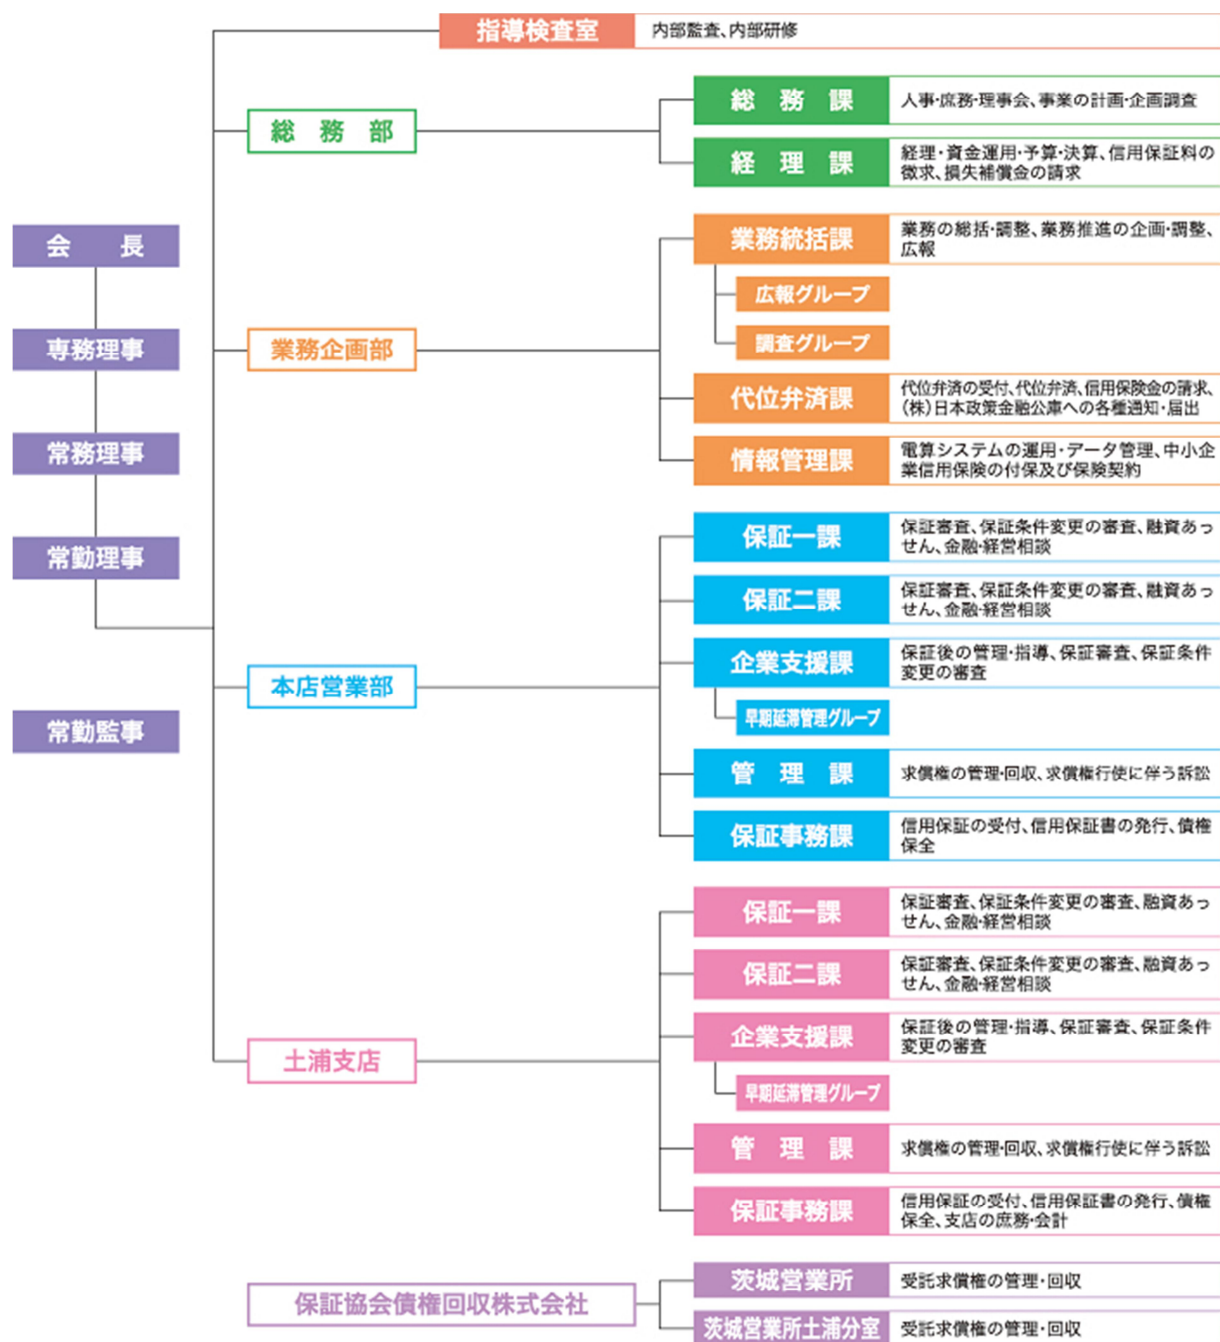 指導検査室
内部監査、内部研修
総務部
総務課
人事・庶務・理事会、事業の計画・企画調査
経理課
経理・資金運用・予算・決算、信用保証料の
徴求、損失補償金の請求
会長
専務理事
常務理事
常勤理事
常勤監事
業務企画部
業務統括課
業務の総括・調整、業務推進の企画・調整、
広報
広報グループ
調査グループ
代位弁済課
代位弁済の受付、代位弁済、信用保険金の請求、
(株)日本政策金融公庫への各種通知・届出
情報管理課
電算システムの運用・データ管理、中小企
業信用保険の付保及び保険契約
本店営業部
保証一課
保証審査、保証条件変更の審査、融資あっ
せん、金融・経営相談
保証二課
保証審査、保証条件変更の審査、融資あっ
せん、金融・経営相談
企業支援課
保証後の管理・指導、保証審査、保証条件
変更の審査
早期延滞管理グループ
管理課
求償権の管理・回収、求償権行使に伴う訴訟
保証事務課
信用保証の受付、信用保証書の発行、債権
保全
土浦支店
保証一課
保証審査、保証条件変更の審査、融資あっ
せん、金融・経営相談
保証二課
保証審査、保証条件変更の審査、融資あっ
せん、金融・経営相談
企業支援課
保証後の管理・指導、保証審査、保証条件
変更の審査
早期延滞管理グループ
管理課
求償権の管理・回収、求償権行使に伴う訴訟
保証事務課
信用保証の受付、信用保証書の発行、債権
保全、支店の庶務・会計
保証協会債権回収株式会社
茨城営業所
受託求償権の管理・回収
茨城営業所土浦分室
受託求償権の管理・回収